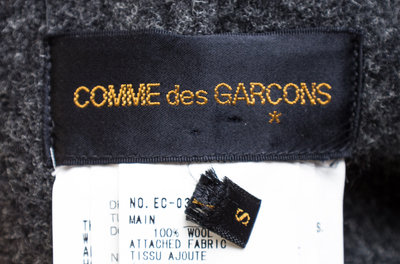 COMME des GARCONS
*
NO. EC-03
MAIN
100% WOOL
ATTACHED FABRIC
TISSU AJOUTE
S
S.